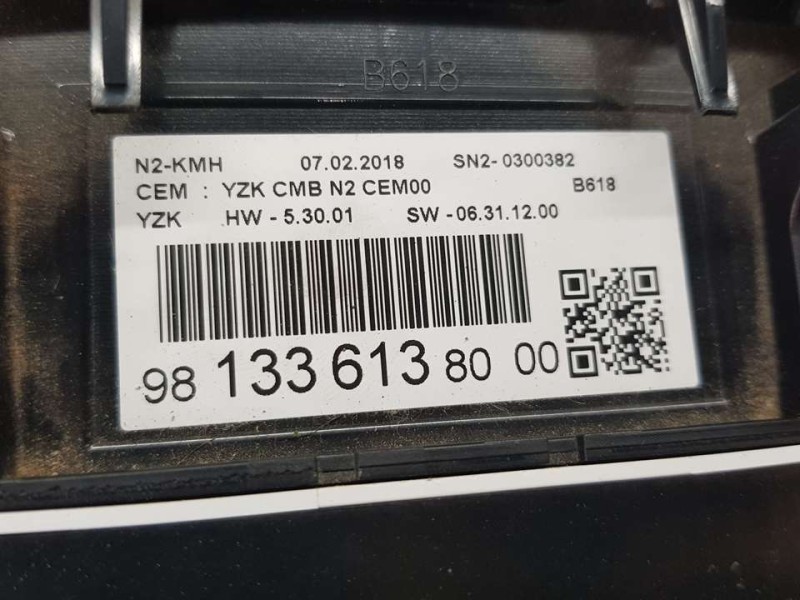 B618
N2-KMH 07.02.2018 SN2-0300382
CEM : YZK CMB N2 CEM00 B618
YZK HW - 5.30.01 SW - 06.31.12.00
98 133 613 80 00